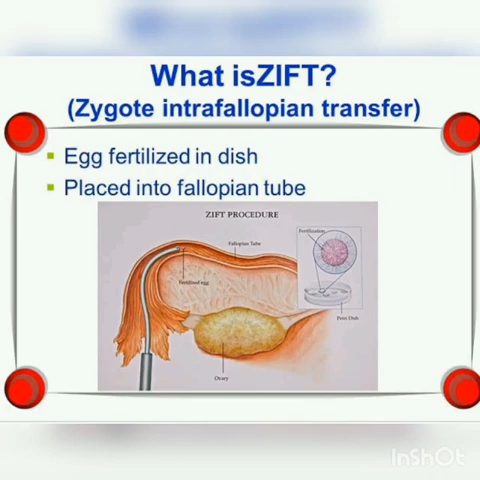 What isZIFT?
(Zygote intrafallopian transfer)
Egg fertilized in dish
Placed into fallopian tube
ZIFT PROCEDURE
Fallopian Tube
Fertilization
Fertilized egg
Petri Dish
Ovary
InShOt